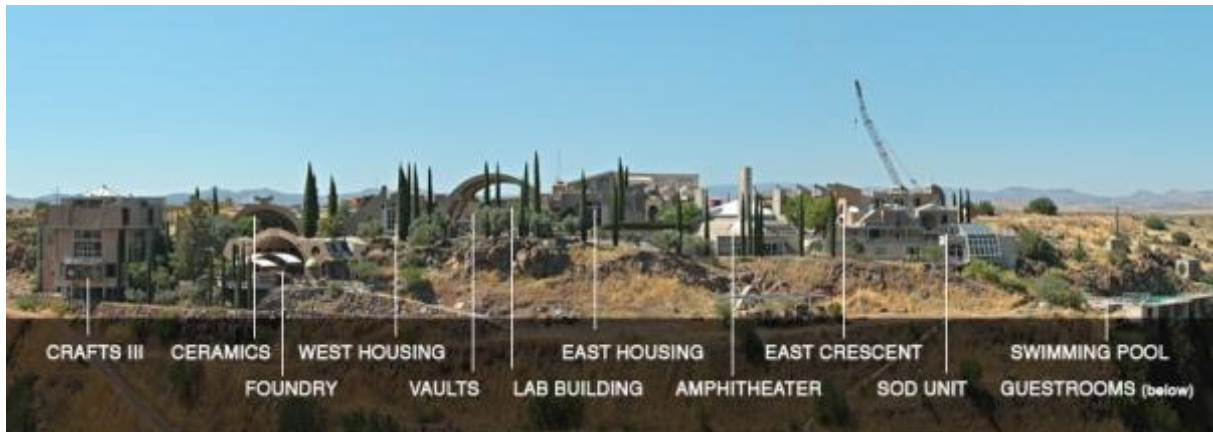 CRAFTS III CERAMICS WEST HOUSING EAST HOUSING EAST CRESCENT SWIMMING POOL
FOUNDRY VAULTS LAB BUILDING AMPHITHEATER SOD UNIT GUESTROOMS (below)